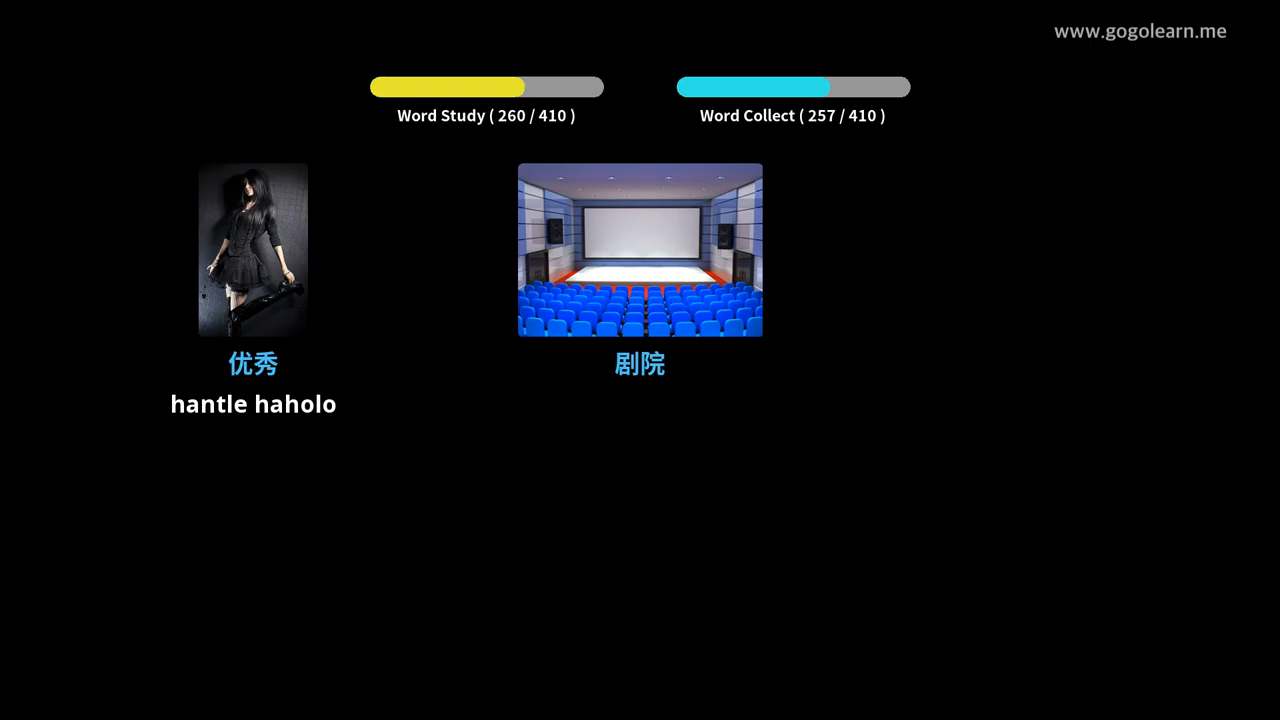 www.gogolearn.me
Word Study ( 260 / 410 )
Word Collect ( 257 / 410 )
优秀
hantle haholo
剧院